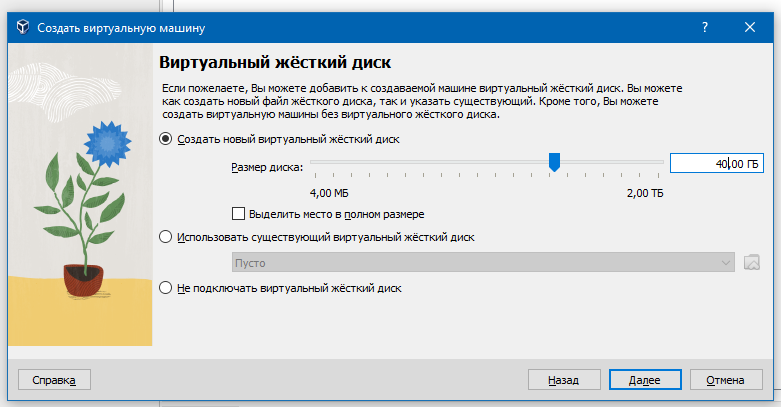 Создать виртуальную машину
?
Виртуальный жёсткий диск
Если пожелаете, Вы можете добавить к создаваемой машине виртуальный жёсткий диск. Вы можете
как создать новый файл жёсткого диска, так и указать существующий. Кроме того, Вы можете
создать виртуальную машины без виртуального жёсткого диска.
Создать новый виртуальный жёсткий диск
Размер диска: 40,00 ГБ
4,00 МБ 2,00 ТБ
Выделить место в полном размере
Использовать существующий виртуальный жёсткий диск
Пусто
Не подключать виртуальный жёсткий диск
Справка Назад Далее Отмена